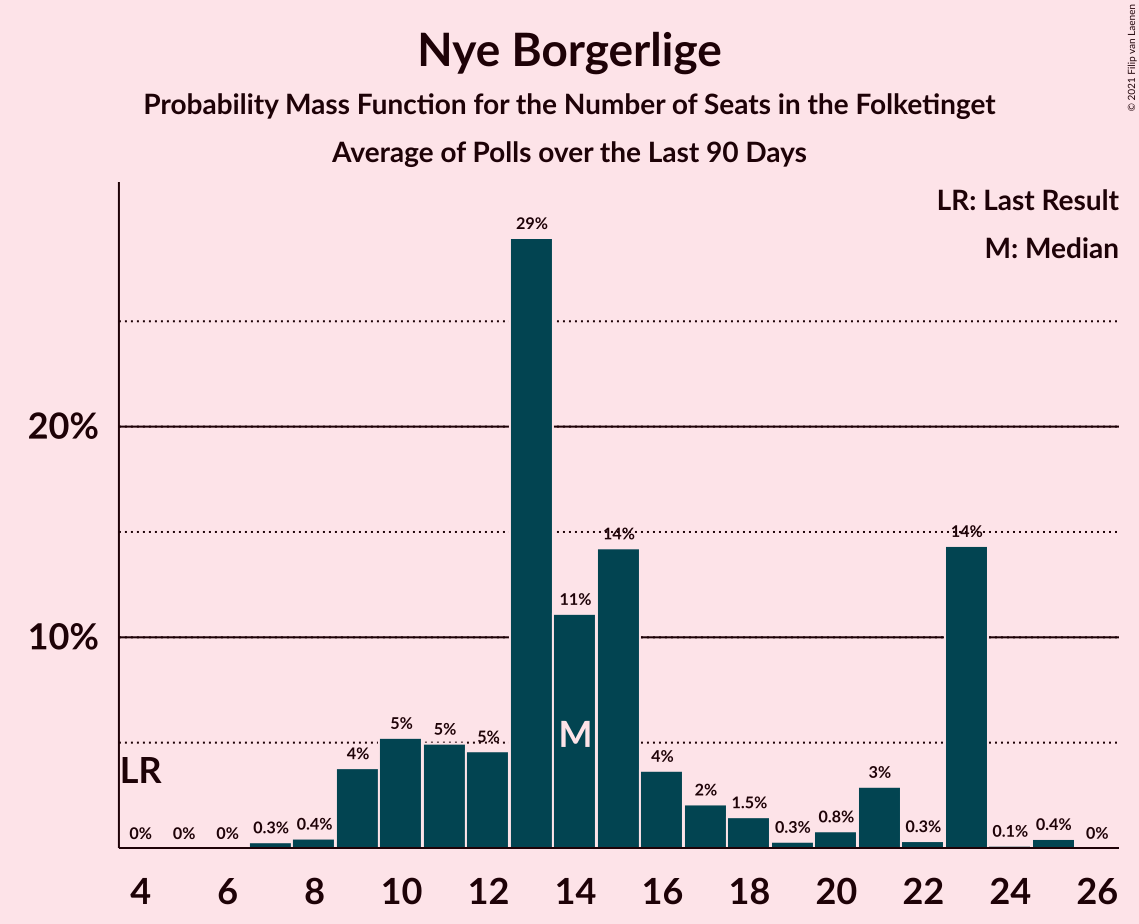 Nye Borgerlige
Probability Mass Function for the Number of Seats in the Folketinget
Average of Polls over the Last 90 Days
© 2021 Filip van Laenen
LR: Last Result
M: Median
20%
10%
0% 0% 0% 0.3% 0.4% 4% 5% 5% 5% 29% 11% 14% 4% 2% 1.5% 0.3% 0.8% 3% 0.3% 14% 0.1% 0.4% 0%
LR
M
4 6 8 10 12 14 16 18 20 22 24 26